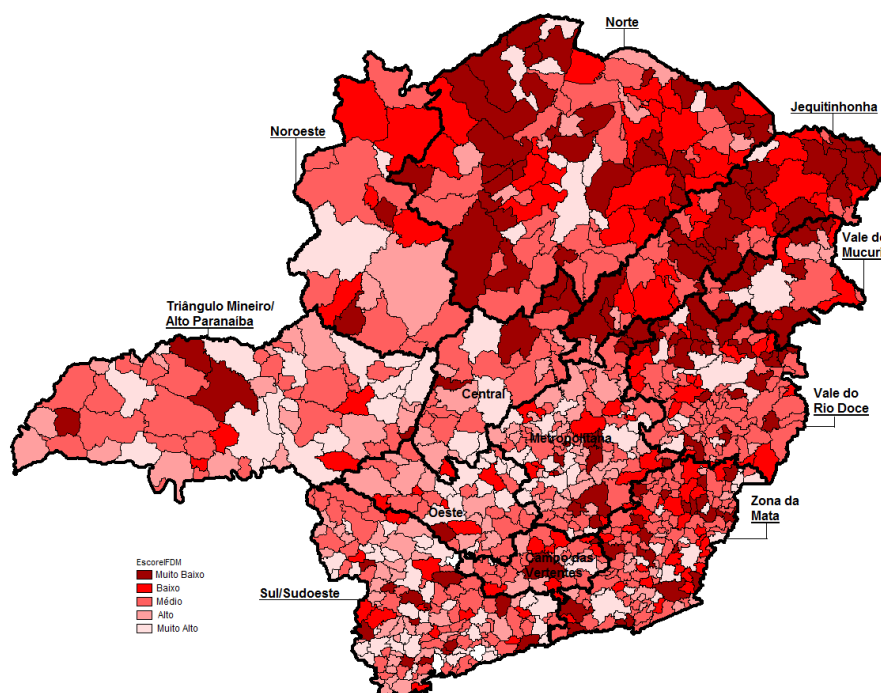 Norte
Jequitinhonha
Noroeste
Vale do
Mucuri
Triângulo Mineiro/
Alto Paranaíba
Central
Vale do
Rio Doce
Metropolitana
Zona da
Mata
Oeste
Campo das
Vertentes
Sul/Sudoeste
EscoreIFDM
Muito Baixo
Baixo
Médio
Alto
Muito Alto